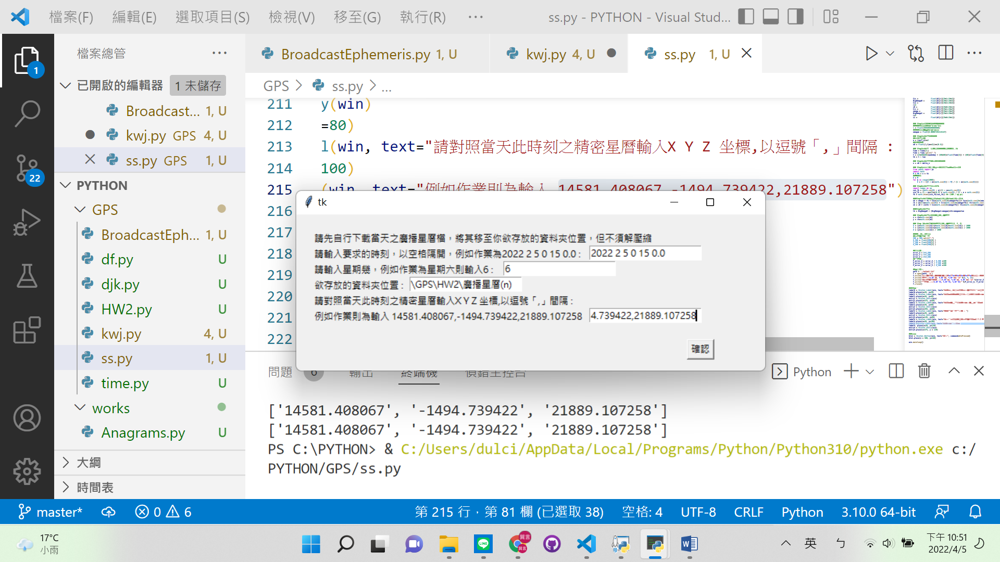 檔案(F) 編輯(E) 選取項目(S) 檢視(V) 移至(G) 執行(R) ... ss.py - PYTHON - Visual Stud...
檔案總管 ...
BroadcastEphemeris.py 1, U kwj.py 4, U ss.py 1, U
已開啟的編輯器 1 未儲存
Broadcast... 1, U
kwj.py GPS 4, U
ss.py GPS 1, U
PYTHON
GPS
BroadcastEph... 1, U
df.py U
djk.py U
HW2.py U
kwj.py 4, U
ss.py 1, U
time.py U
works
Anagrams.py U
大綱
時間表
1
22
GPS > ss.py > ...
211 y(win)
212 =80)
213 l(win, text="請對照當天此時刻之精密星曆輸入X Y Z 坐標,以逗號「,」間隔 :
214 100)
215 (win, text="例如作業則為輸入 14581.408067,-1494.739422,21889.107258")
216
217
218
219
220
221
222
tk
請先自行下載當天之廣播星曆檔，將其移至你欲存放的資料夾位置，但不須解壓縮
請輸入要求的時刻，以空格隔開，例如作業為2022 2 5 0 15 0.0 : 2022 2 5 0 15 0.0
請輸入星期幾，例如作業為星期六則輸入6 : 6
欲存放的資料夾位置 : \GPS\HW2\廣播星曆(n)
請對照當天此時刻之精密星曆輸入X Y Z 坐標,以逗號「,」間隔 :
例如作業則為輸入 14581.408067,-1494.739422,21889.107258 4.739422,21889.107258
確認
問題 6 輸出 終端機 偵錯主控台 Python
['14581.408067', '-1494.739422', '21889.107258']
['14581.408067', '-1494.739422', '21889.107258']
PS C:\PYTHON> & C:/Users/dulci/AppData/Local/Programs/Python/Python310/python.exe c:/
PYTHON/GPS/ss.py
master* 0 6 第 215 行，第 81 欄 (已選取 38) 空格: 4 UTF-8 CRLF Python 3.10.0 64-bit
17°C
小雨
LINE
英 ㄅ
下午 10:51
2022/4/5